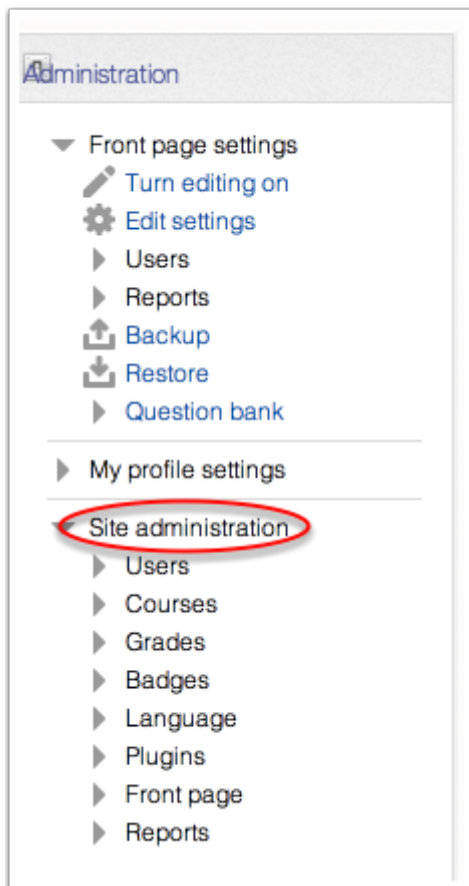 Administration
Front page settings
Turn editing on
Edit settings
Users
Reports
Backup
Restore
Question bank
My profile settings
Site administration
Users
Courses
Grades
Badges
Language
Plugins
Front page
Reports